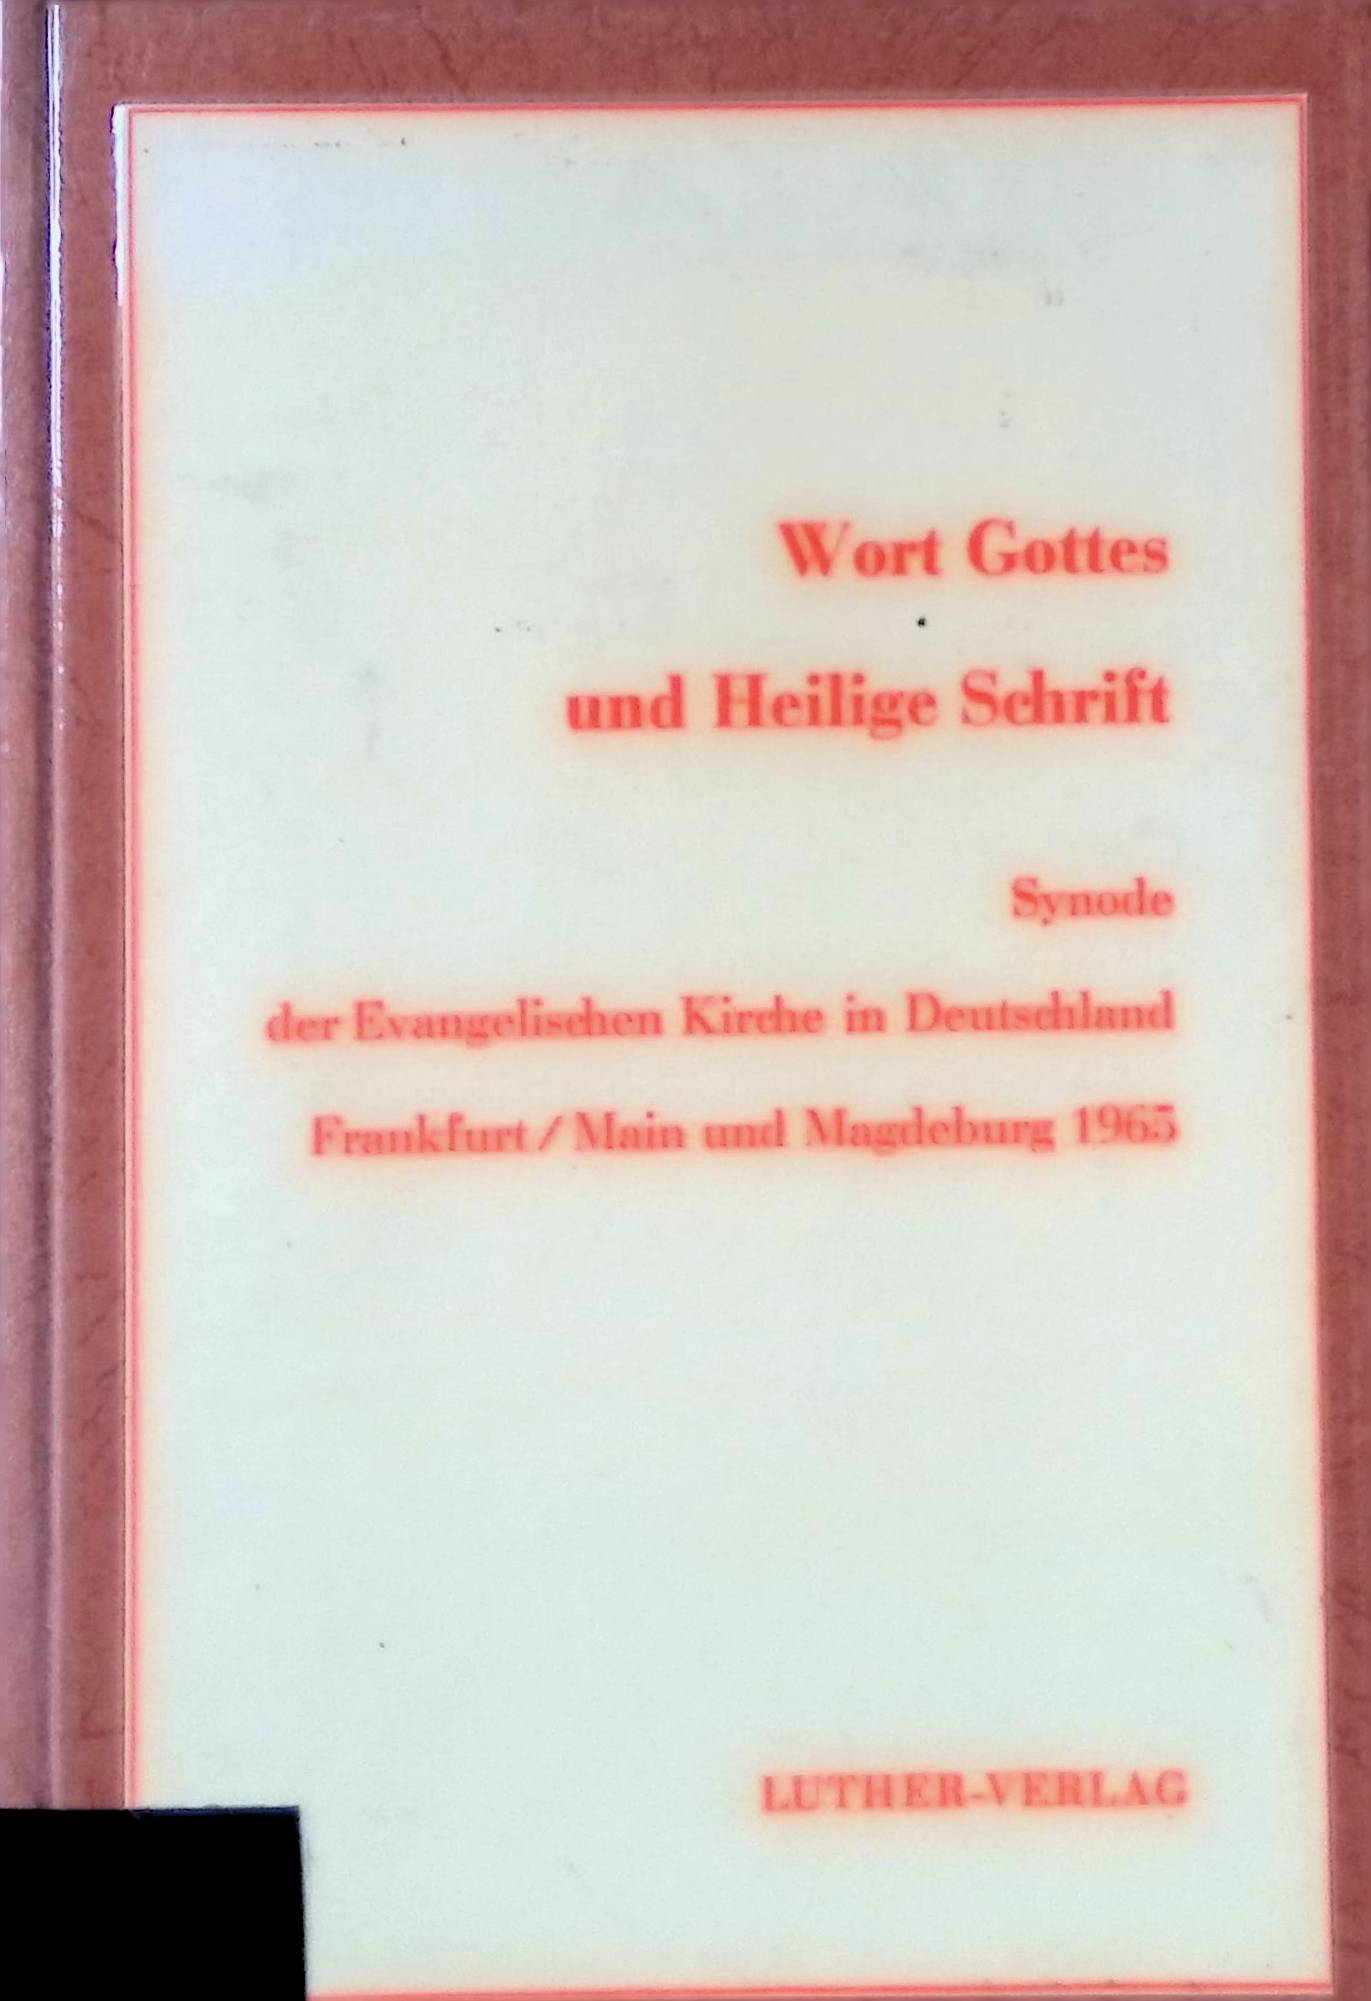 Wort Gottes
und Heilige Schrift
Synode
der Evangelischen Kirche in Deutschland
Frankfurt / Main und Magdeburg 1965
LUTHER-VERLAG